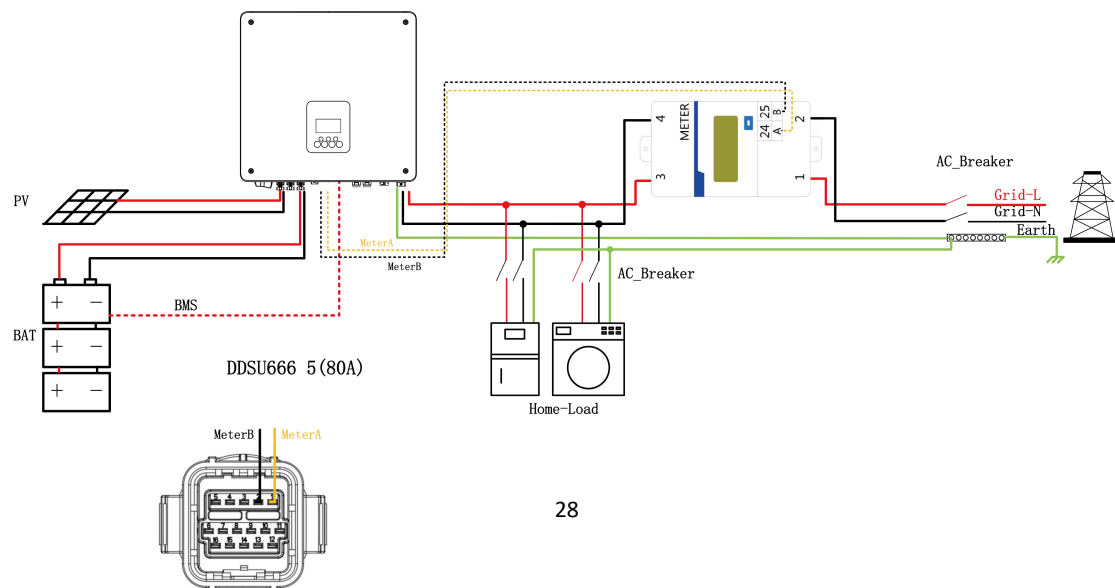 PV
BAT
+ −
+ −
+ −
BMS
MeterA
MeterB
4
3
METER
24 25
A B
2
1
AC_Breaker
Grid-L
Grid-N
Earth
AC_Breaker
Home-Load
DDSU666 5(80A)
MeterB MeterA
5 4 3 2 1
6 7 8 9 10 11
16 15 14 13 12
28